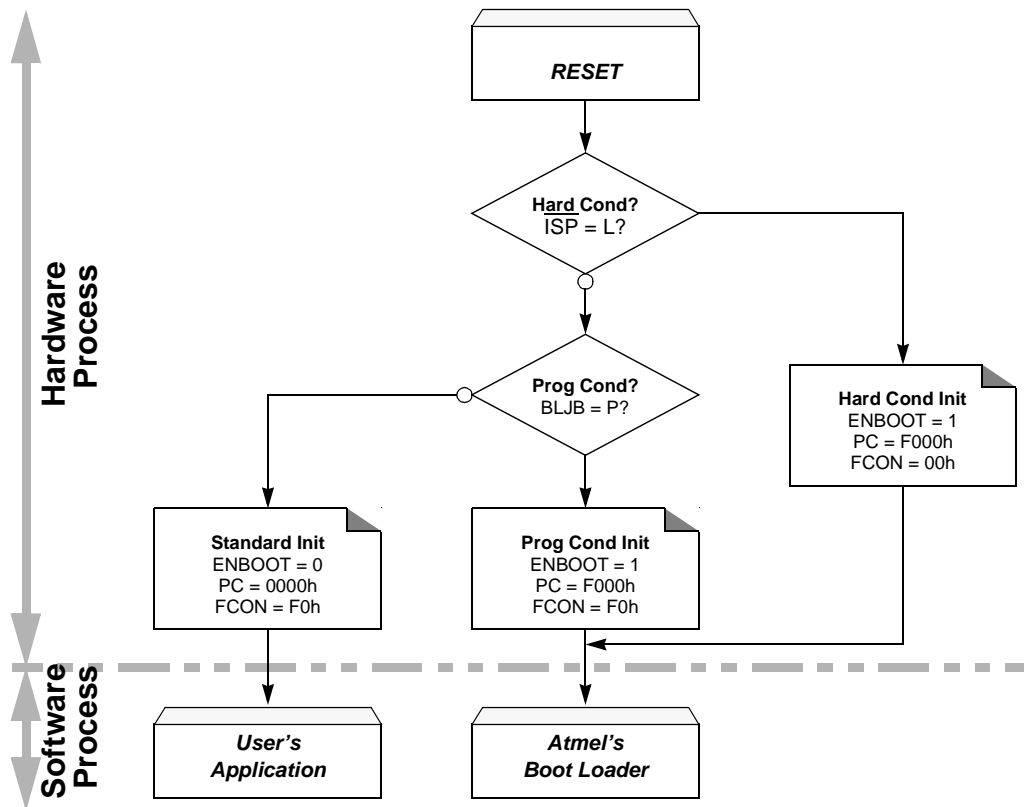 RESET
Hard Cond?
ISP = L?
Prog Cond?
BLJB = P?
Hard Cond Init
ENBOOT = 1
PC = F000h
FCON = 00h
Standard Init
ENBOOT = 0
PC = 0000h
FCON = F0h
Prog Cond Init
ENBOOT = 1
PC = F000h
FCON = F0h
User's
Application
Atmel's
Boot Loader
Hardware
Process
Software
Process